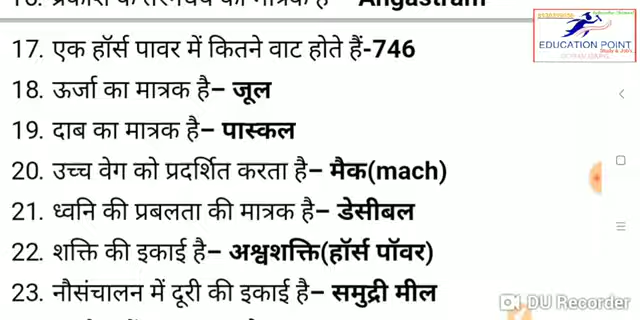 17. एक हॉर्स पावर में कितने वाट होते हैं-746
18. ऊर्जा का मात्रक है– जूल
19. दाब का मात्रक है– पास्कल
20. उच्च वेग को प्रदर्शित करता है– मैक(mach)
21. ध्वनि की प्रबलता की मात्रक है– डेसीबल
22. शक्ति की इकाई है– अश्वशक्ति(हॉर्स पॉवर)
23. नौसंचालन में दूरी की इकाई है– समुद्री मील
EDUCATION POINT
DU Recorder